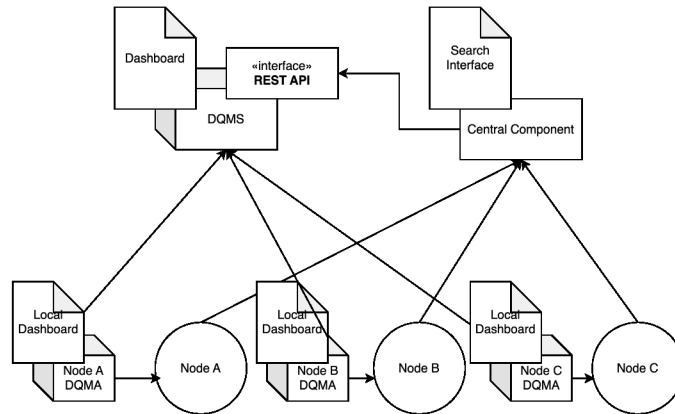 Dashboard
«interface»
REST API
DQMS
Search
Interface
Central Component
Local
Dashboard
Node A
DQMA
Node A
Local
Dashboard
Node B
DQMA
Node B
Local
Dashboard
Node C
DQMA
Node C